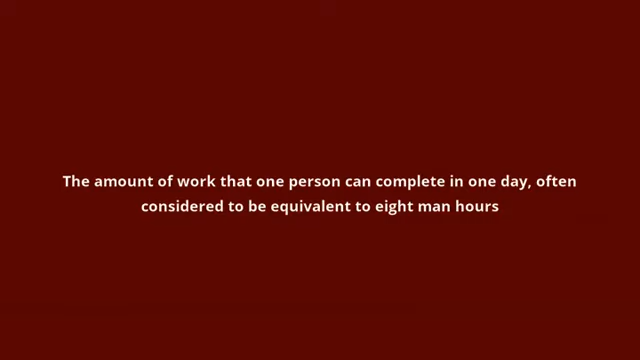 The amount of work that one person can complete in one day, often
considered to be equivalent to eight man hours